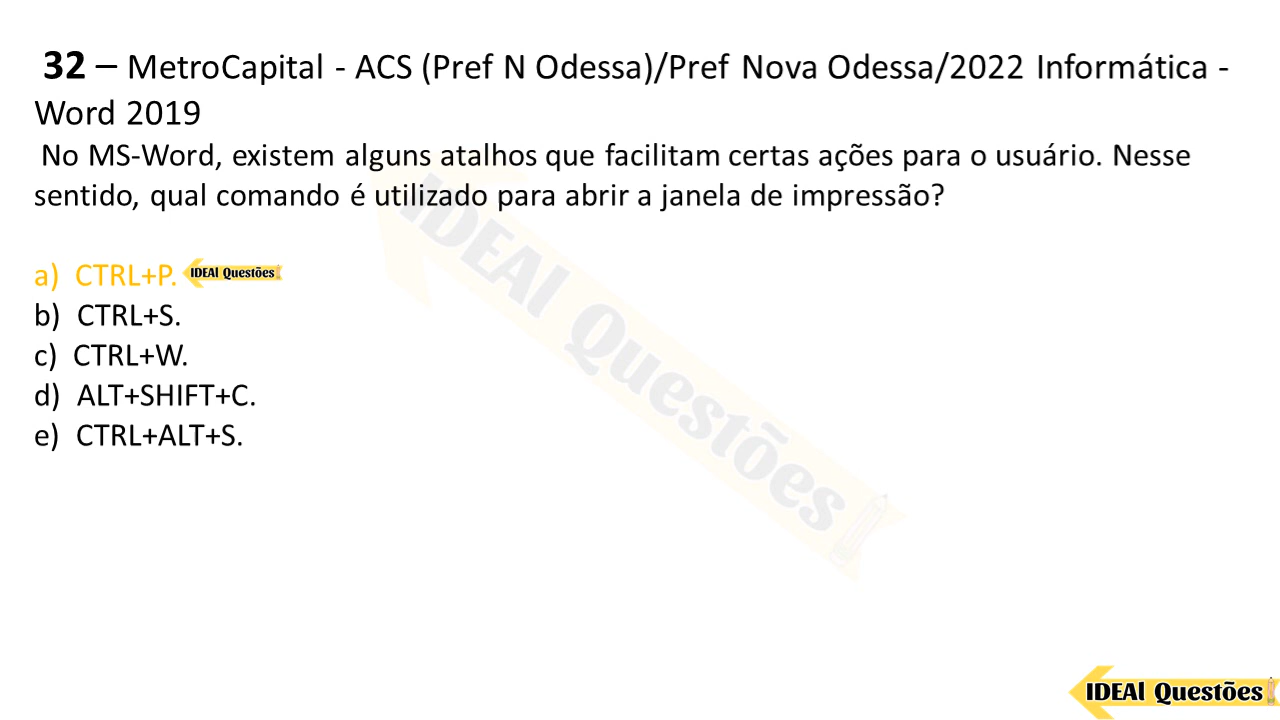 32 – MetroCapital - ACS (Pref N Odessa)/Pref Nova Odessa/2022 Informática -
Word 2019
No MS-Word, existem alguns atalhos que facilitam certas ações para o usuário. Nesse
sentido, qual comando é utilizado para abrir a janela de impressão?
a) CTRL+P. IDEAl Questões
b) CTRL+S.
c) CTRL+W.
d) ALT+SHIFT+C.
e) CTRL+ALT+S.
IDEAl Questões
IDEAl Questões